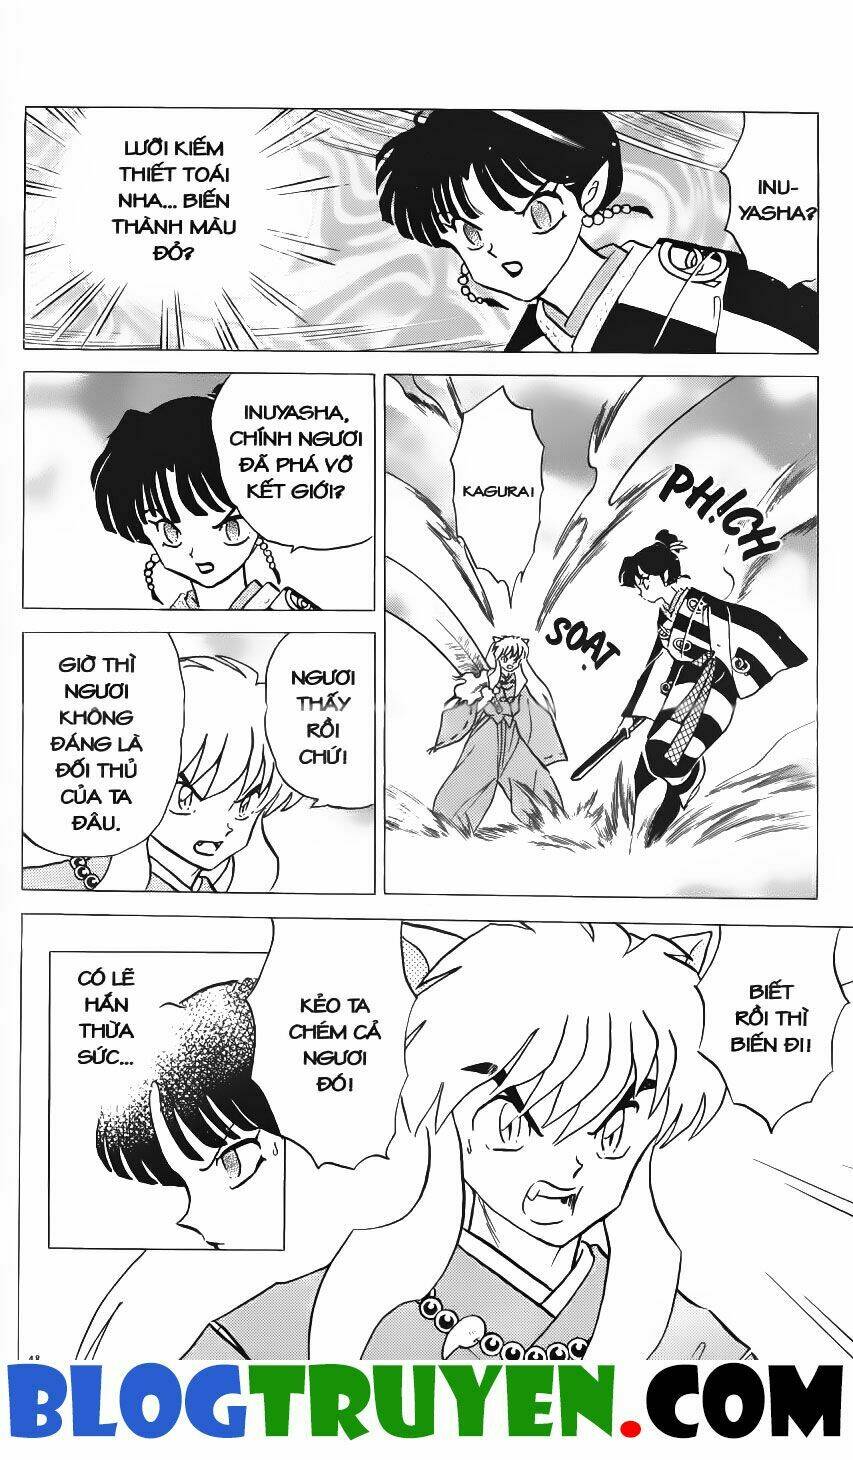 LƯỠI KIẾM
THIẾT TOÁI
NHA... BIẾN
THÀNH MÀU
ĐỎ?
INU-
YASHA?
INUYASHA,
CHÍNH NGƯƠI
ĐÃ PHÁ VỠ
KẾT GIỚI?
KAGURA!
PHỊCH
SOẠT
GIỜ THÌ
NGƯƠI
KHÔNG
ĐÁNG LÀ
ĐỐI THỦ
CỦA TA
ĐÂU.
NGƯƠI
THẤY
RỒI
CHỨ!
CÓ LẼ
HẮN
THỪA
SỨC...
KẺO TA
CHÉM CẢ
NGƯƠI
ĐÓ!
BIẾT
RỒI THÌ
BIẾN ĐI!
48
BLOGTRUYEN.COM